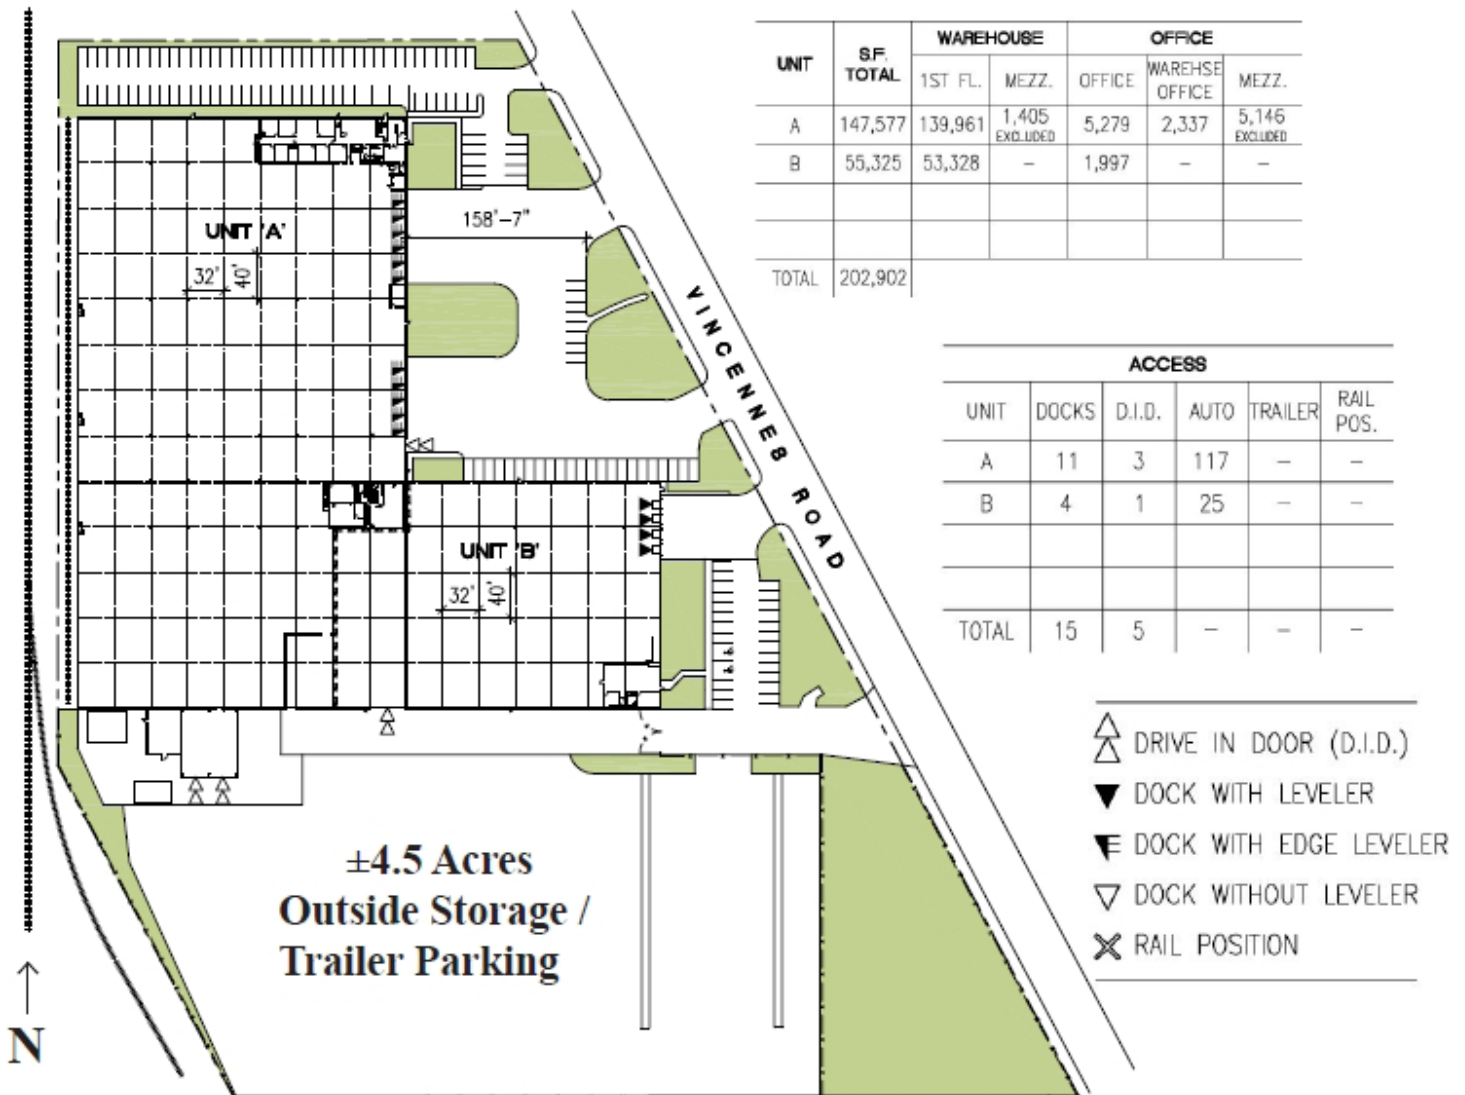 UNIT
S.F. TOTAL
WAREHOUSE
OFFICE
1ST FL.
MEZZ.
OFFICE
WAREHSE OFFICE
MEZZ.
A 147,577 139,961 1,405 EXCLUDED 5,279 2,337 5,146 EXCLUDED
B 55,325 53,328 – 1,997 – –
TOTAL 202,902
ACCESS
UNIT DOCKS D.I.D. AUTO TRAILER RAIL POS.
A 11 3 117 – –
B 4 1 25 – –
TOTAL 15 5 – – –
UNIT 'A'
32'
40'
158'-7"
VINCENNES ROAD
UNIT 'B'
32'
40'
DRIVE IN DOOR (D.I.D.)
DOCK WITH LEVELER
DOCK WITH EDGE LEVELER
DOCK WITHOUT LEVELER
RAIL POSITION
±4.5 Acres
Outside Storage /
Trailer Parking
N